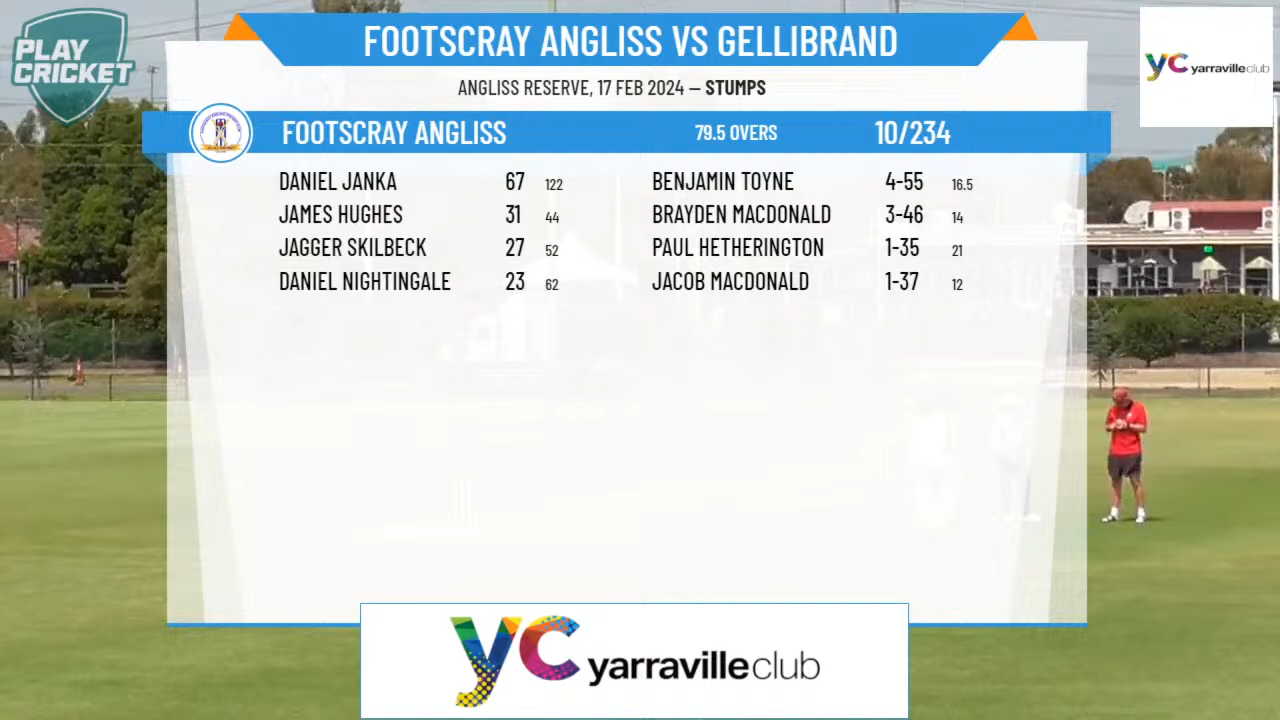 PLAY
CRICKET
FOOTSCRAY ANGLISS VS GELLIBRAND
yc yarravilleclub
ANGLISS RESERVE, 17 FEB 2024 – STUMPS
FOOTSCRAY ANGLISS 79.5 OVERS 10/234
DANIEL JANKA 67 122 BENJAMIN TOYNE 4-55 16.5
JAMES HUGHES 31 44 BRAYDEN MACDONALD 3-46 14
JAGGER SKILBECK 27 52 PAUL HETHERINGTON 1-35 21
DANIEL NIGHTINGALE 23 62 JACOB MACDONALD 1-37 12
yc yarravilleclub